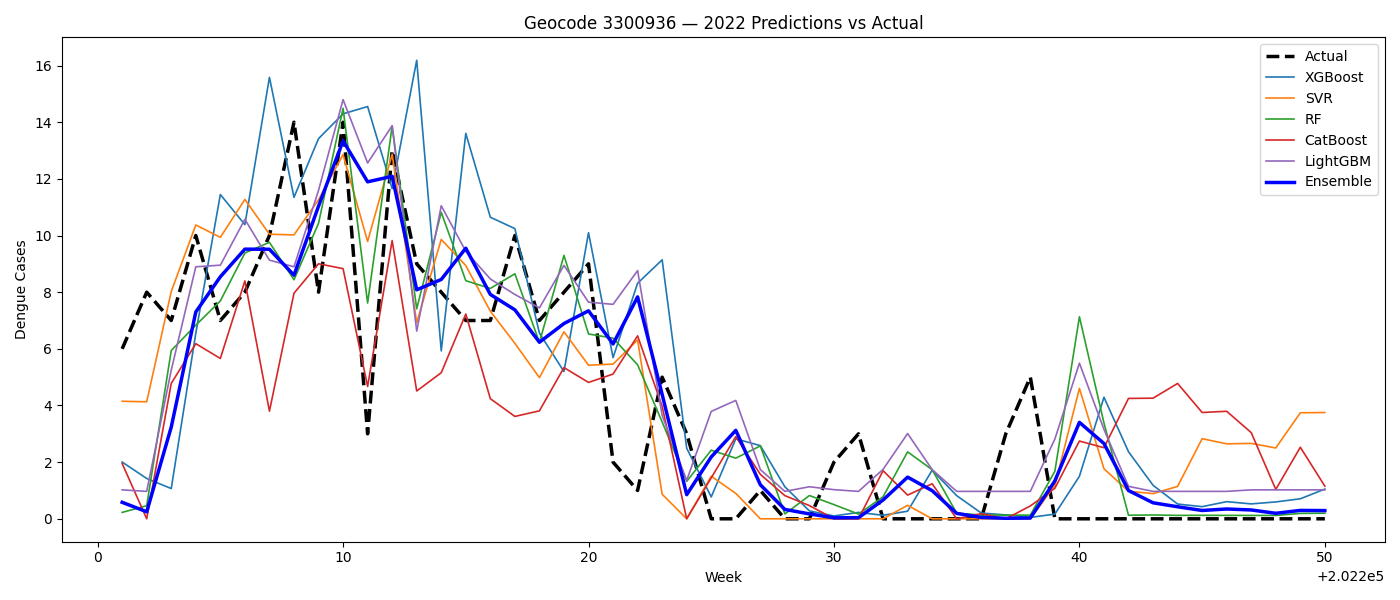 Geocode 3300936 — 2022 Predictions vs Actual
Dengue Cases
16
14
12
10
8
6
4
2
0
Actual
XGBoost
SVR
RF
CatBoost
LightGBM
Ensemble
0 10 20 30 40 50
Week
+2.022e5